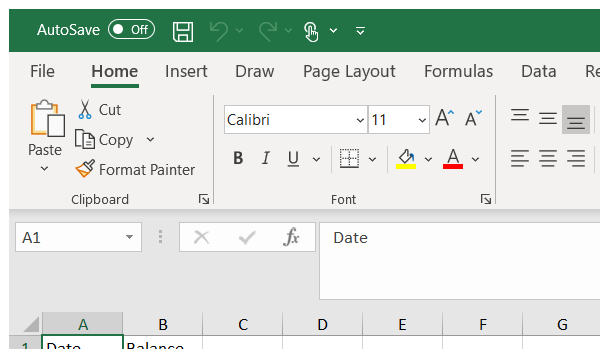 AutoSave Off
File Home Insert Draw Page Layout Formulas Data Re
Cut
Calibri 11 A A
Copy
Paste
B I U A
Format Painter
Clipboard Font
A1 fx Date
A B C D E F G
1 Date Balance